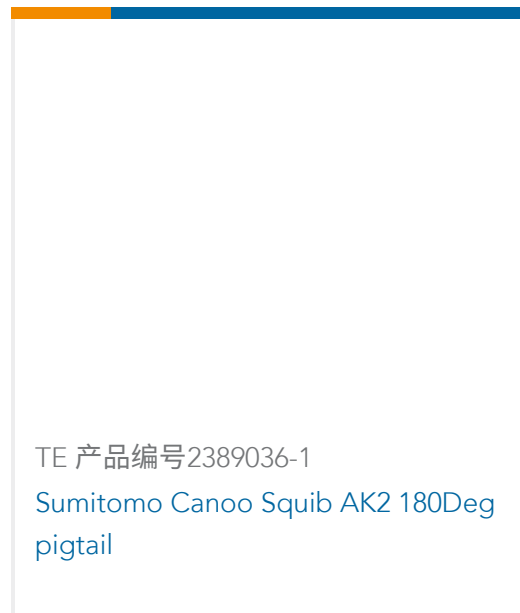 TE 产品编号2389036-1
Sumitomo Canoo Squib AK2 180Deg
pigtail